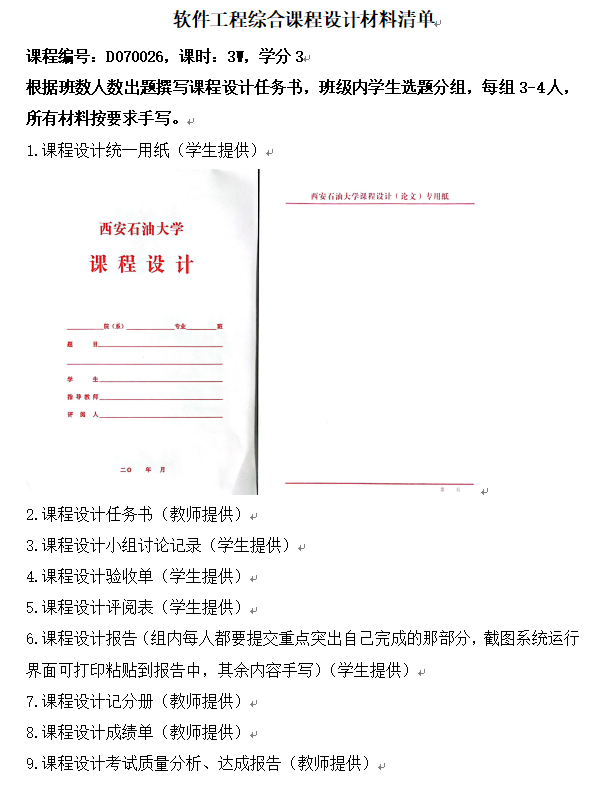 软件工程综合课程设计材料清单
课程编号：D070026，课时：3W，学分 3
根据班数人数出题撰写课程设计任务书，班级内学生选题分组，每组 3-4 人，
所有材料按要求手写。
1.课程设计统一用纸（学生提供）
西安石油大学
课程设计
院（系） 专业 班
题 目
学 生
指导教师
评阅人
二〇 年 月
西安石油大学课程设计（论文）专用纸
第 页
2.课程设计任务书（教师提供）
3.课程设计小组讨论记录（学生提供）
4.课程设计验收单（学生提供）
5.课程设计评阅表（学生提供）
6.课程设计报告（组内每人都要提交重点突出自己完成的那部分，截图系统运行
界面可打印粘贴到报告中，其余内容手写）（学生提供）
7.课程设计记分册（教师提供）
8.课程设计成绩单（教师提供）
9.课程设计考试质量分析、达成报告（教师提供）